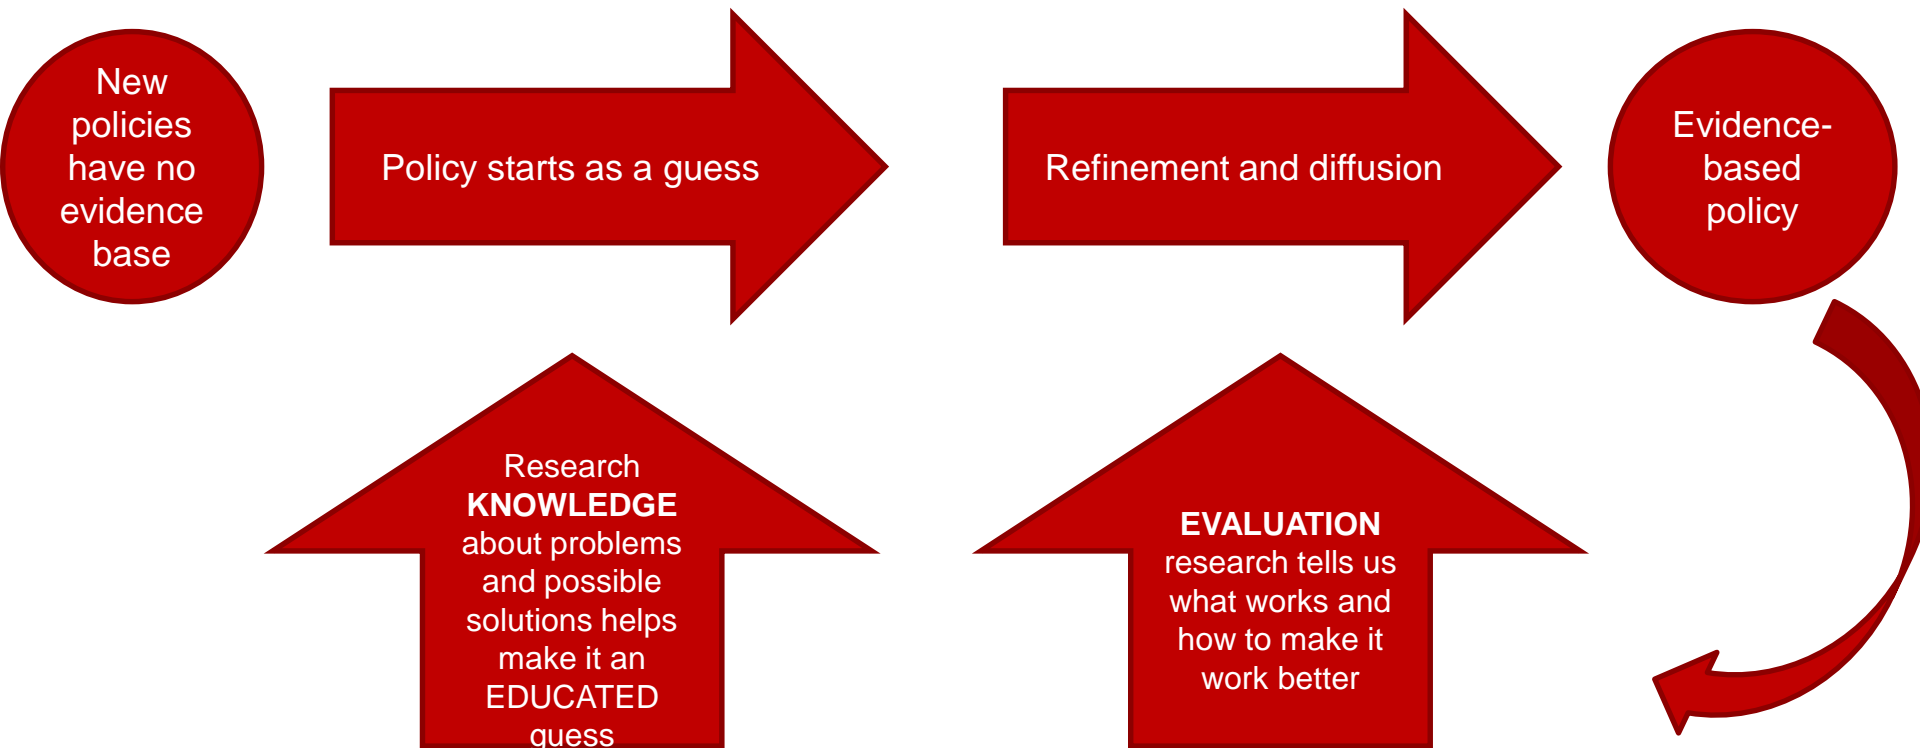 New
policies
have no
evidence
base
Policy starts as a guess
Refinement and diffusion
Evidence-
based
policy
Research
KNOWLEDGE
about problems
and possible
solutions helps
make it an
EDUCATED
guess
EVALUATION
research tells us
what works and
how to make it
work better